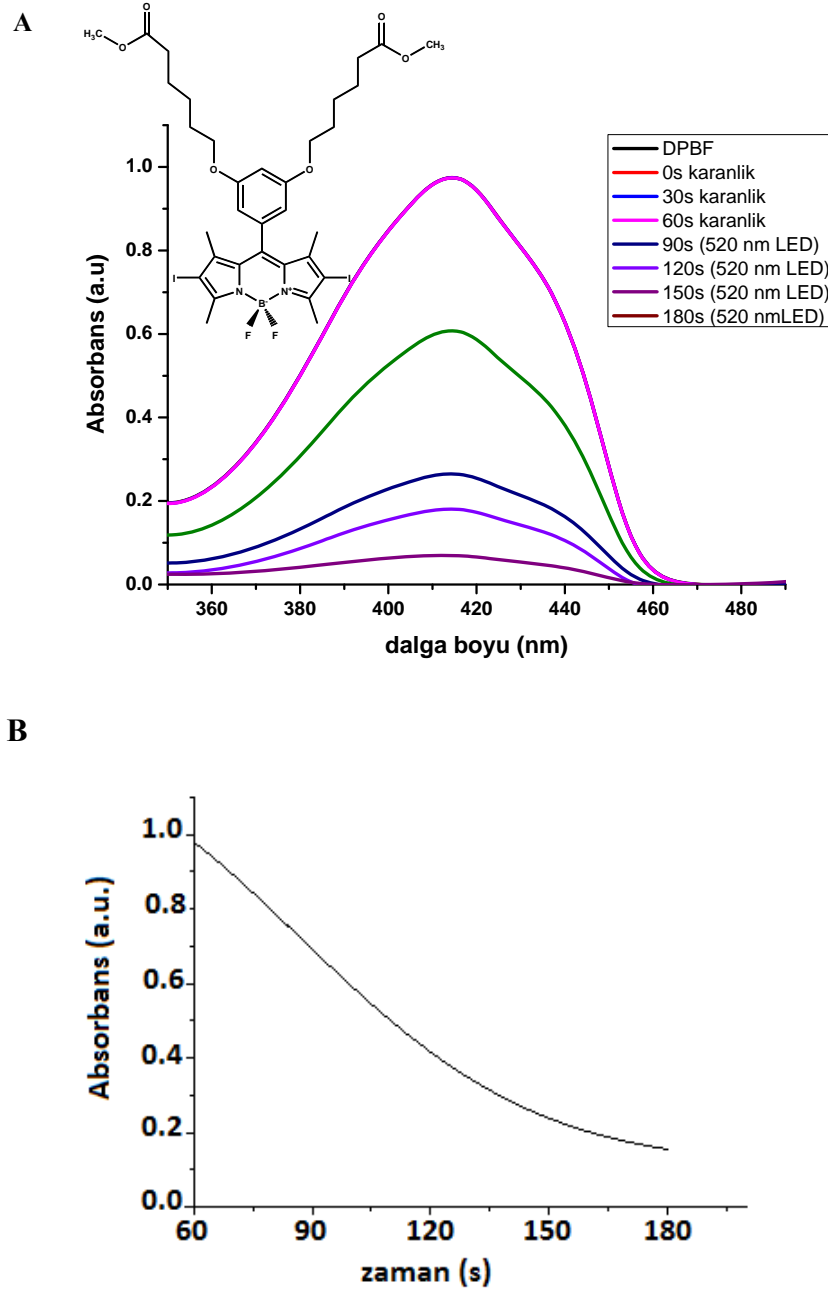 A
O
H₃C
O
O
O
CH₃
O
O
I
I
N
N⁺
B⁻
F
F
DPBF
0s karanlik
30s karanlik
60s karanlik
90s (520 nm LED)
120s (520 nm LED)
150s (520 nm LED)
180s (520 nmLED)
Absorbans (a.u)
1.0
0.8
0.6
0.4
0.2
0.0
360 380 400 420 440 460 480
dalga boyu (nm)
B
Absorbans (a.u.)
1.0
0.8
0.6
0.4
0.2
0.0
60 90 120 150 180
zaman (s)